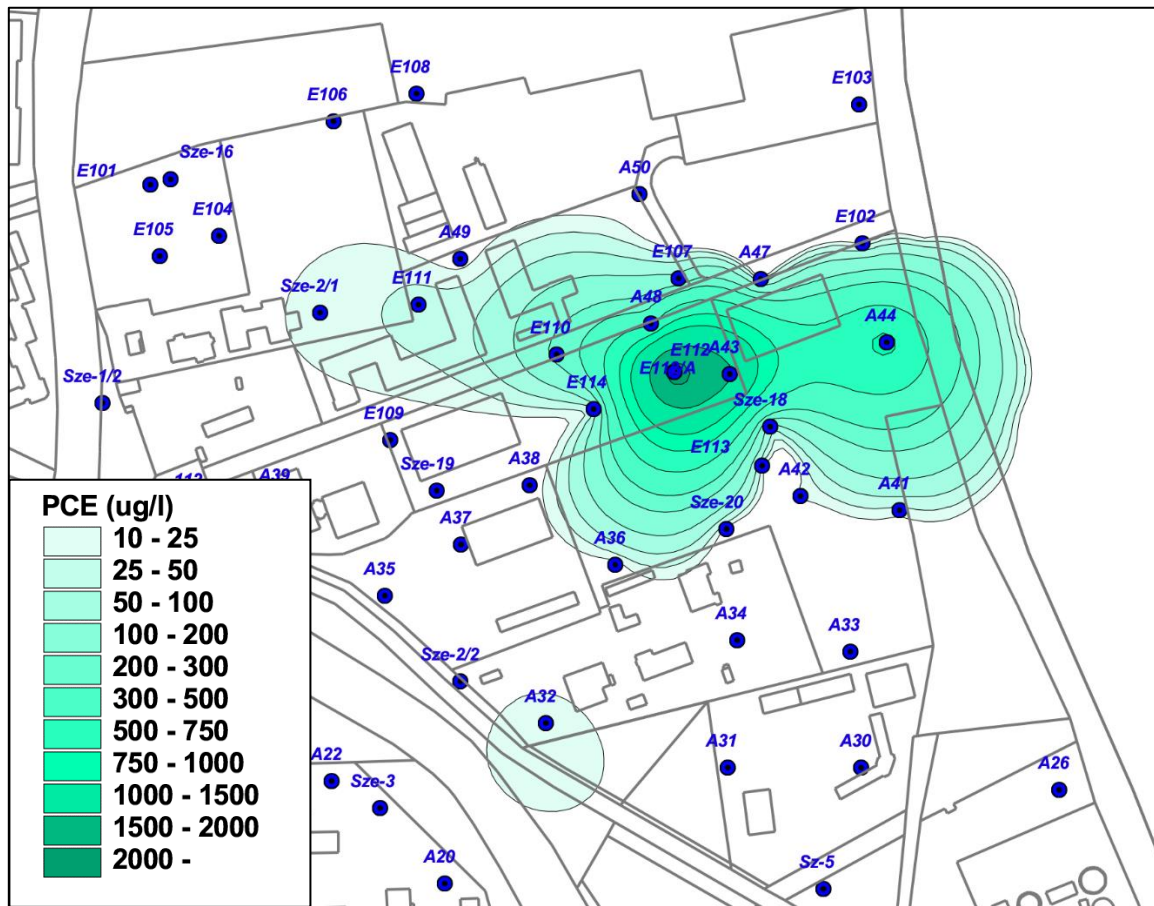 E108
E103
E106
Sze-16
E101
A50
E104
E102
E105
A49
E107
A47
Sze-2/1
E111
A48
A44
E110
E112
A43
Sze-1/2
E114
Sze-18
E109
E113
Sze-19
A38
A42
A39
A41
Sze-20
A37
A36
A35
A34
A33
Sze-2/2
A32
A31
A30
A22
Sze-3
A26
A20
Sz-5
PCE (ug/l)
10 - 25
25 - 50
50 - 100
100 - 200
200 - 300
300 - 500
500 - 750
750 - 1000
1000 - 1500
1500 - 2000
2000 -